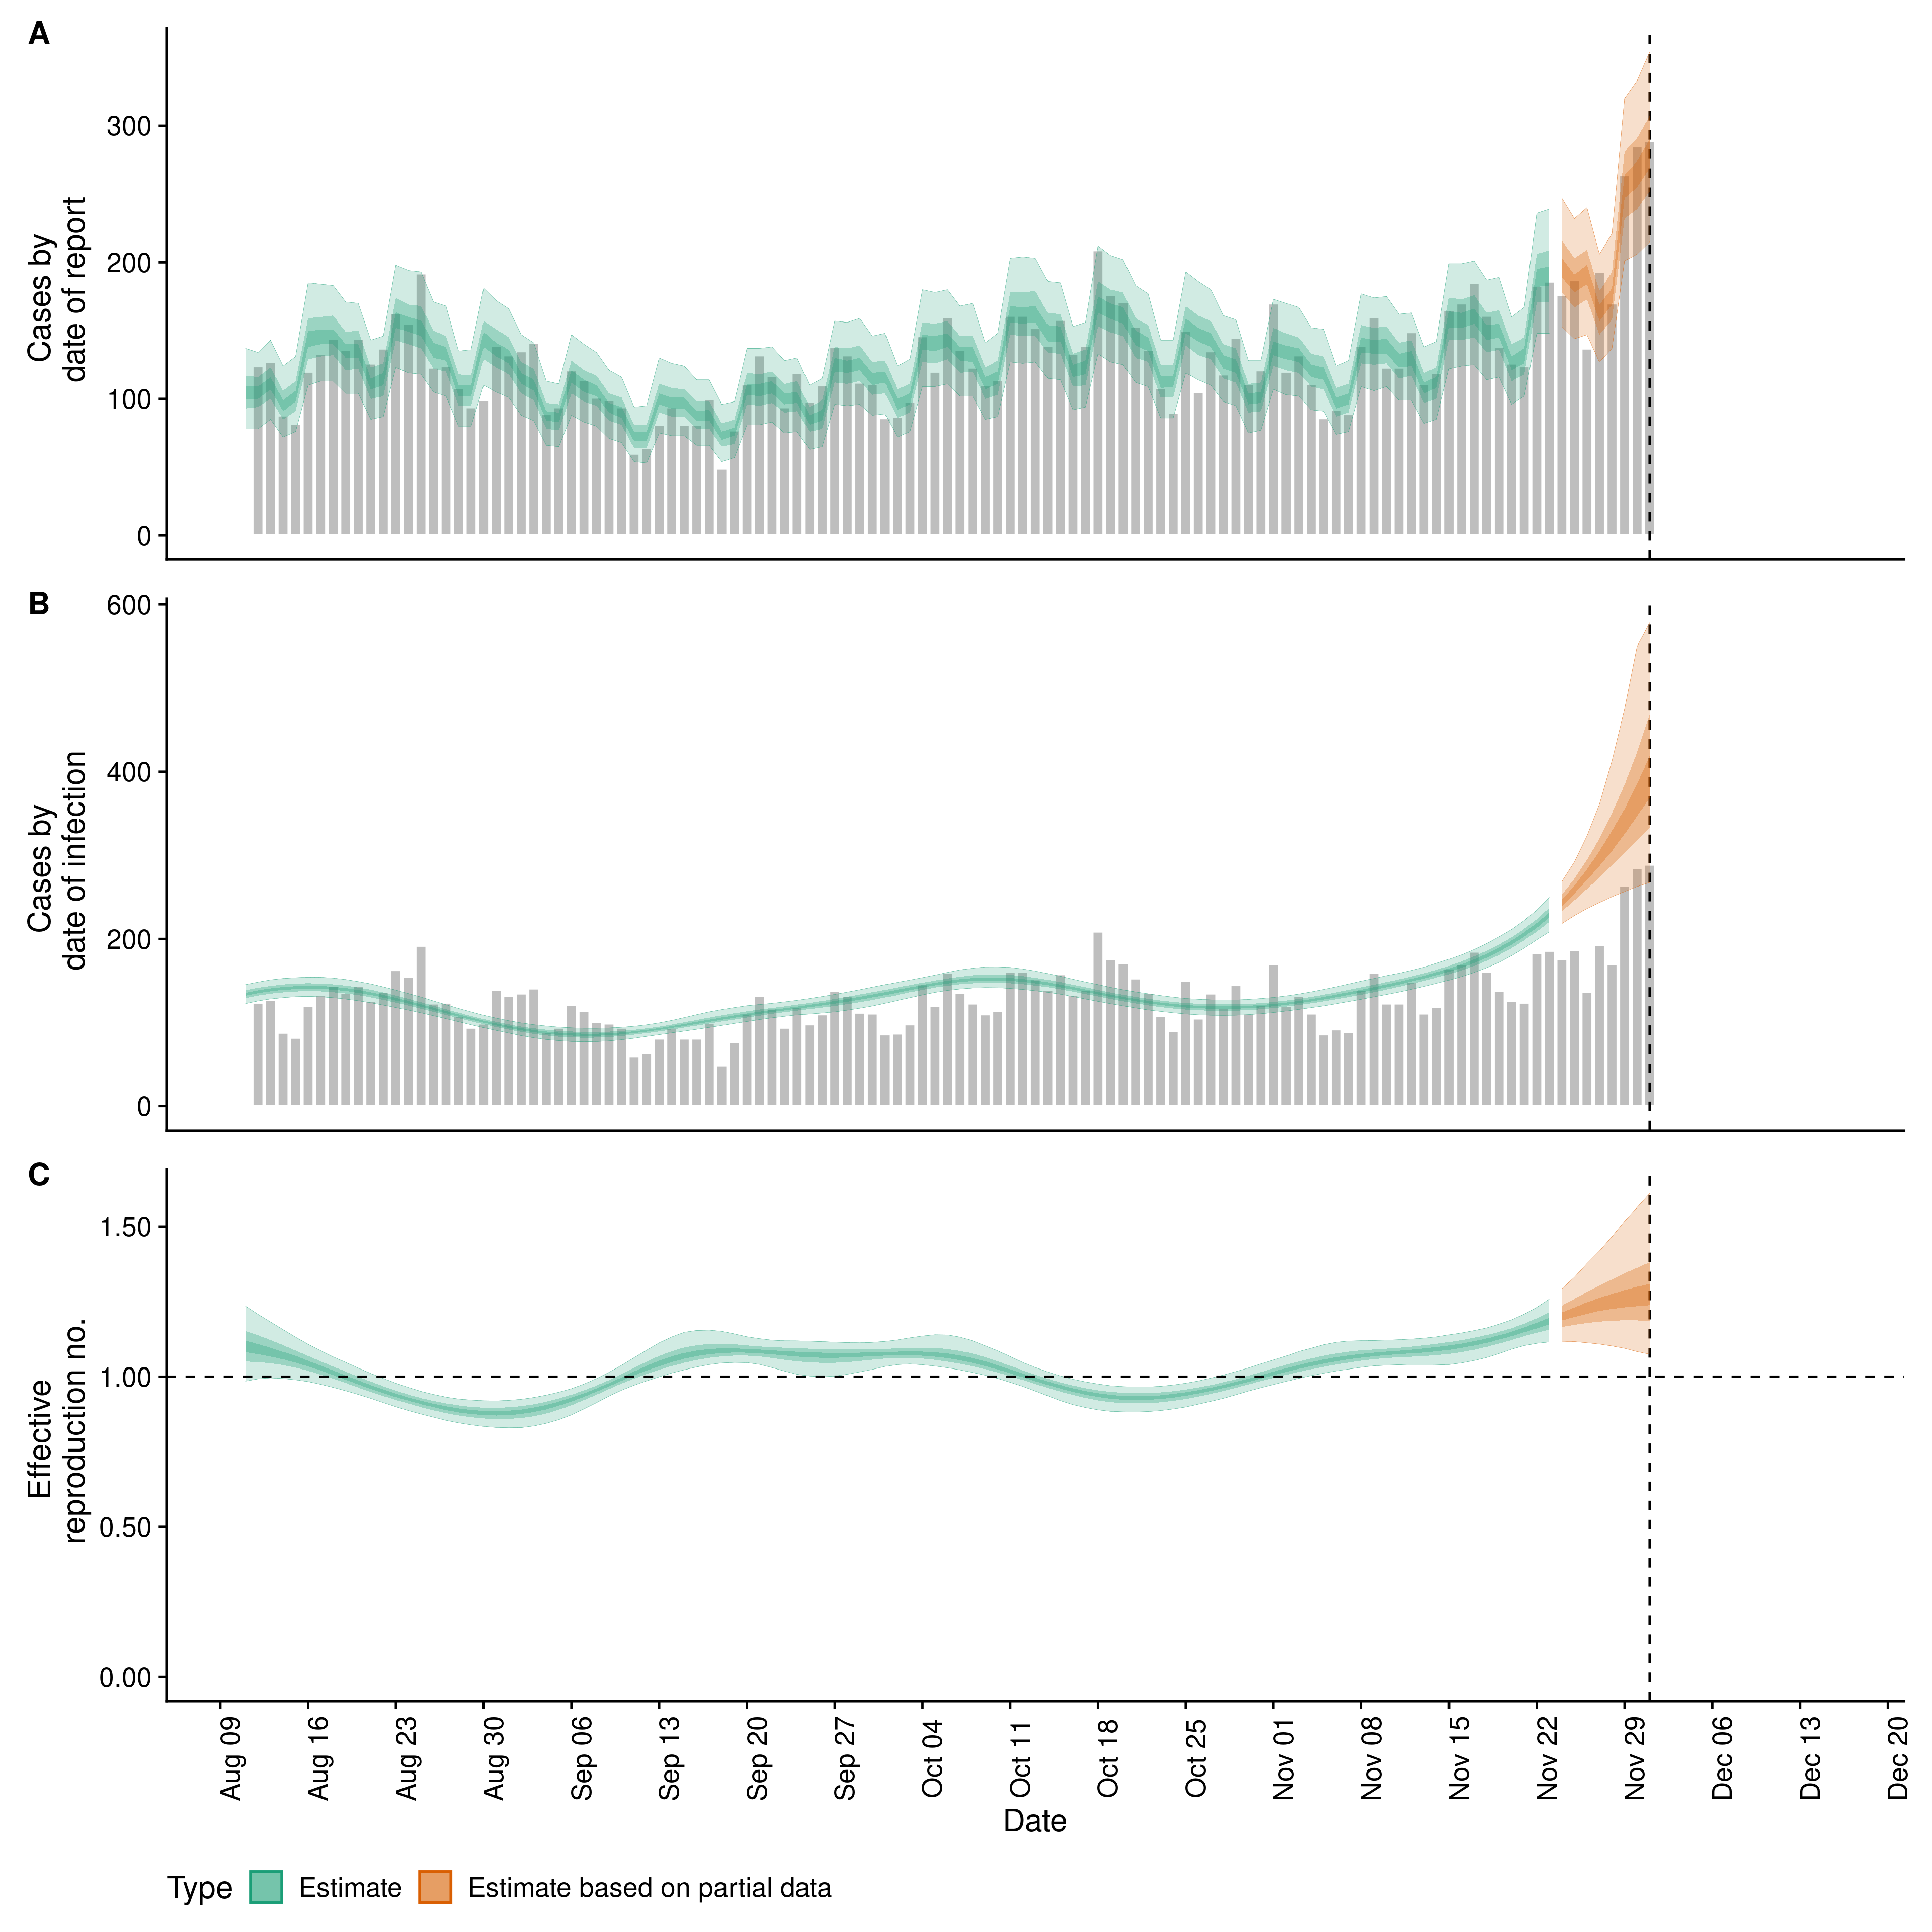 A
300
200
100
0
Cases by
date of report
B
600
400
200
0
Cases by
date of infection
C
1.50
1.00
0.50
0.00
Effective
reproduction no.
Aug 09
Aug 16
Aug 23
Aug 30
Sep 06
Sep 13
Sep 20
Sep 27
Oct 04
Oct 11
Oct 18
Oct 25
Nov 01
Nov 08
Nov 15
Nov 22
Nov 29
Dec 06
Dec 13
Dec 20
Date
Type Estimate Estimate based on partial data